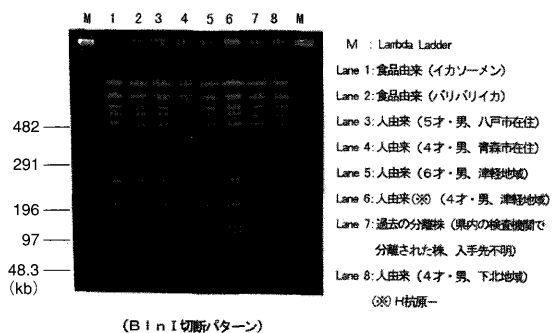 M 1 2 3 4 5 6 7 8 M
482
291
196
97
48.3
(kb)
M : Lambda Ladder
Lane 1:食品由来 (イカソーメン)
Lane 2:食品由来 (バリバリイカ)
Lane 3:人由来 (5才・男、八戸市在住)
Lane 4:人由来 (4才・男、青森市在住)
Lane 5:人由来 (6才・男、津軽地域)
Lane 6:人由来(※) (4才・男、津軽地域)
Lane 7:過去の分離株 (県内の検査機関で
分離された株、入手先不明)
Lane 8:人由来 (4才・男、下北地域)
(※) H抗原−
(BlnI切断パターン)